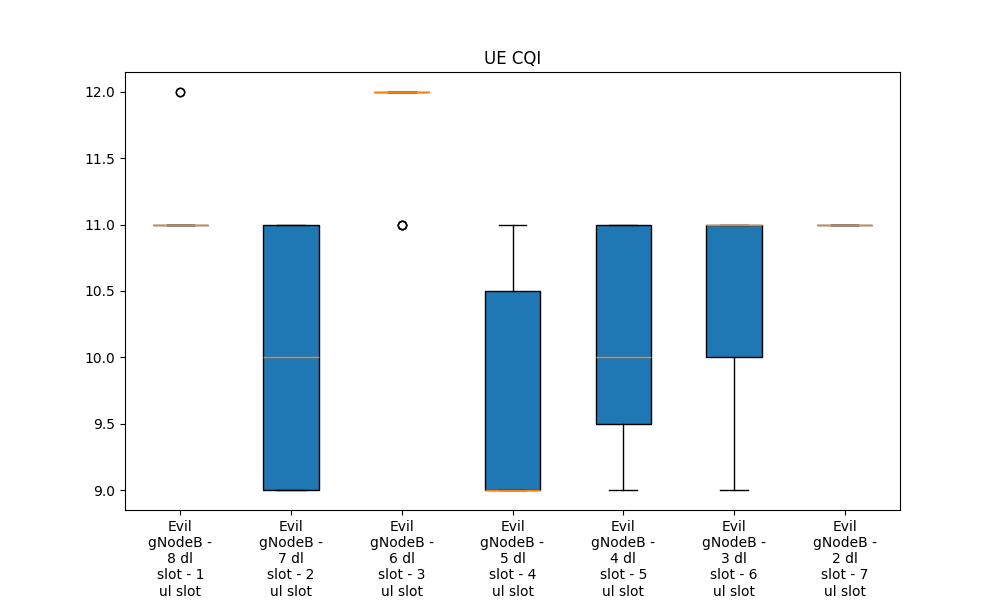 UE CQI
12.0
11.5
11.0
10.5
10.0
9.5
9.0
Evil
gNodeB -
8 dl
slot - 1
ul slot
Evil
gNodeB -
7 dl
slot - 2
ul slot
Evil
gNodeB -
6 dl
slot - 3
ul slot
Evil
gNodeB -
5 dl
slot - 4
ul slot
Evil
gNodeB -
4 dl
slot - 5
ul slot
Evil
gNodeB -
3 dl
slot - 6
ul slot
Evil
gNodeB -
2 dl
slot - 7
ul slot